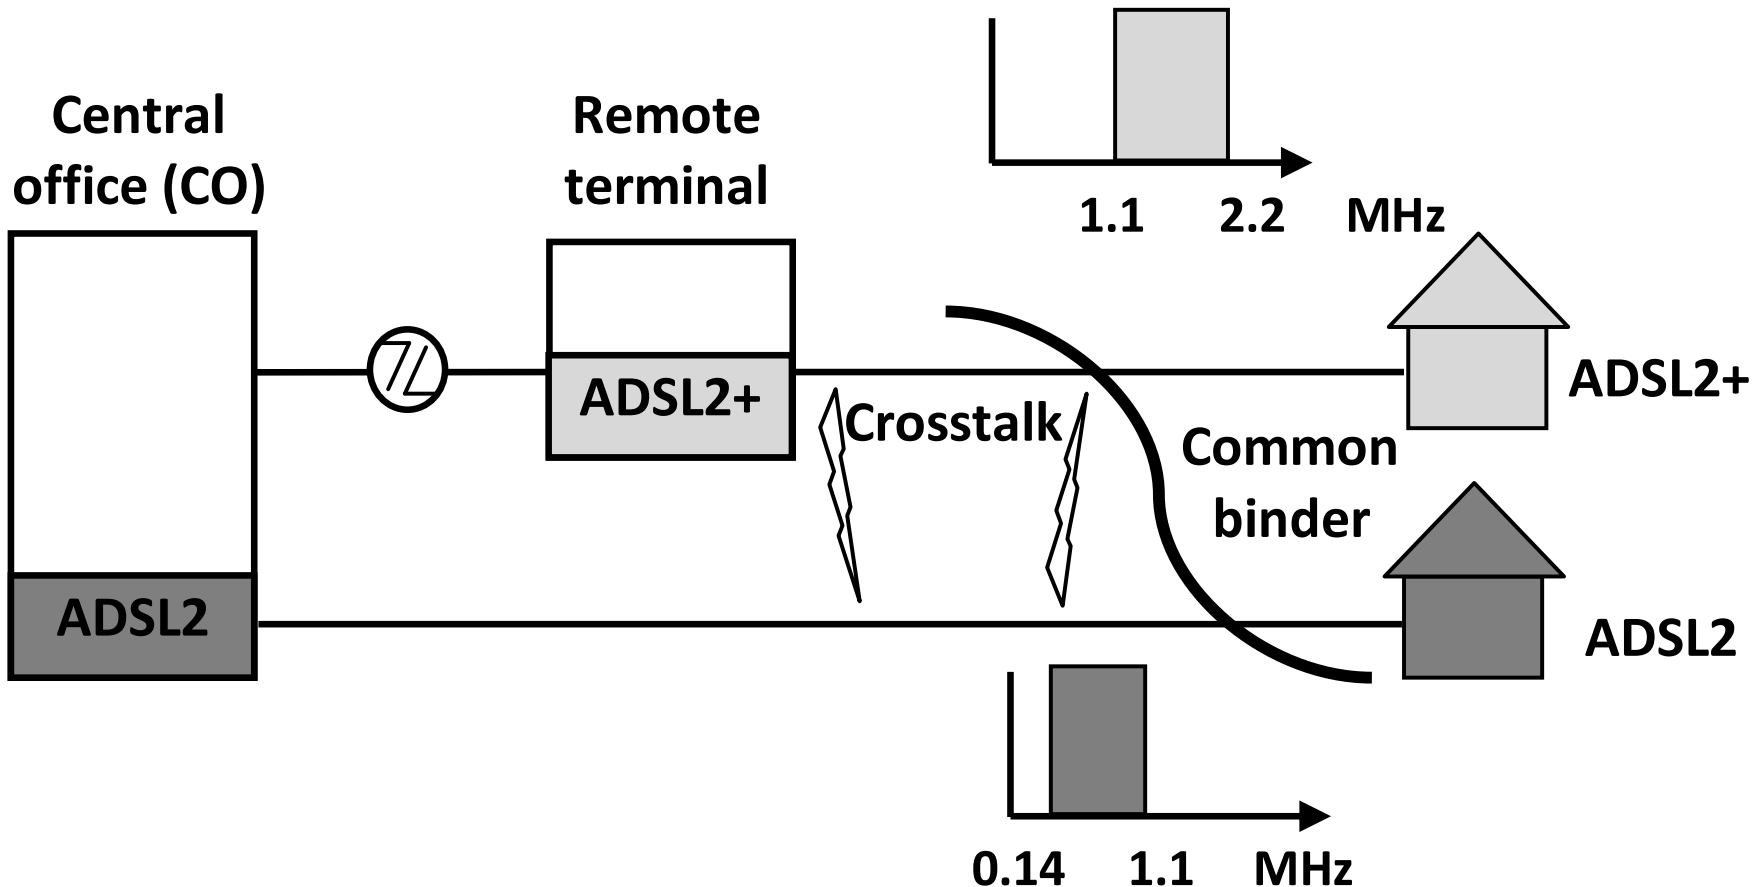 Central
office (CO)
Remote
terminal
1.1 2.2 MHz
ADSL2+
ADSL2+
Crosstalk
Common
binder
ADSL2
ADSL2
0.14 1.1 MHz